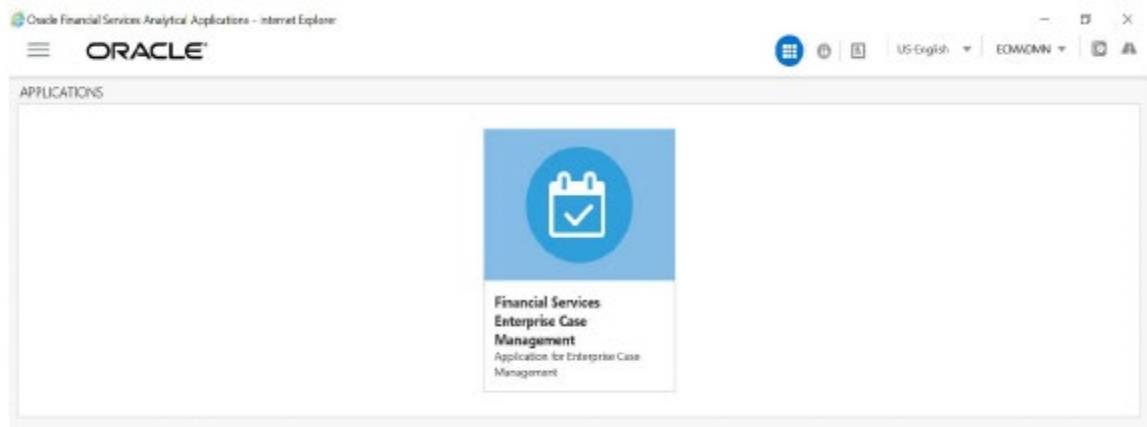 Oracle Financial Services Analytical Applications - Internet Explorer
ORACLE
US-English
ECMADMN
APPLICATIONS
Financial Services
Enterprise Case
Management
Application for Enterprise Case
Management